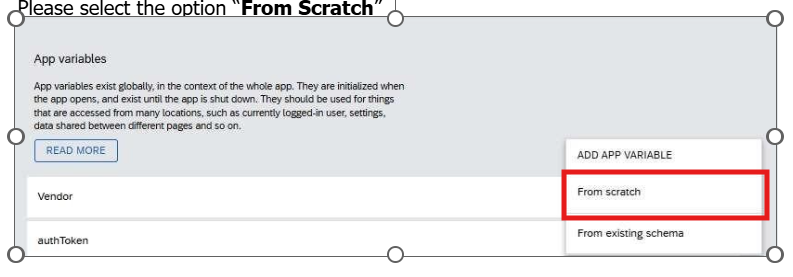 Please select the option “From Scratch”
App variables
App variables exist globally, in the context of the whole app. They are initialized when
the app opens, and exist until the app is shut down. They should be used for things
that are accessed from many locations, such as currently logged-in user, settings,
data shared between different pages and so on.
READ MORE
ADD APP VARIABLE
From scratch
Vendor
From existing schema
authToken